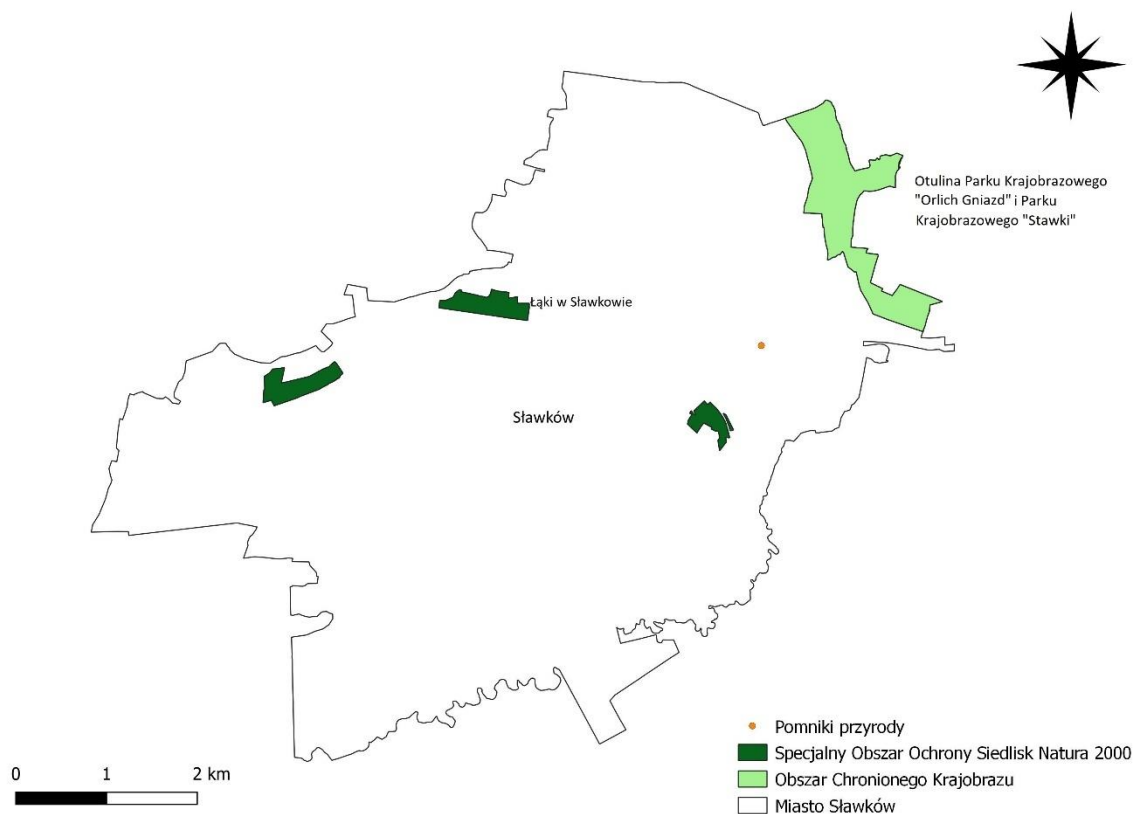 Otulina Parku Krajobrazowego
"Orlich Gniazd" i Parku
Krajobrazowego "Stawki"
Łąki w Sławkowie
Sławków
Pomniki przyrody
Specjalny Obszar Ochrony Siedlisk Natura 2000
Obszar Chronionego Krajobrazu
Miasto Sławków
0 1 2 km